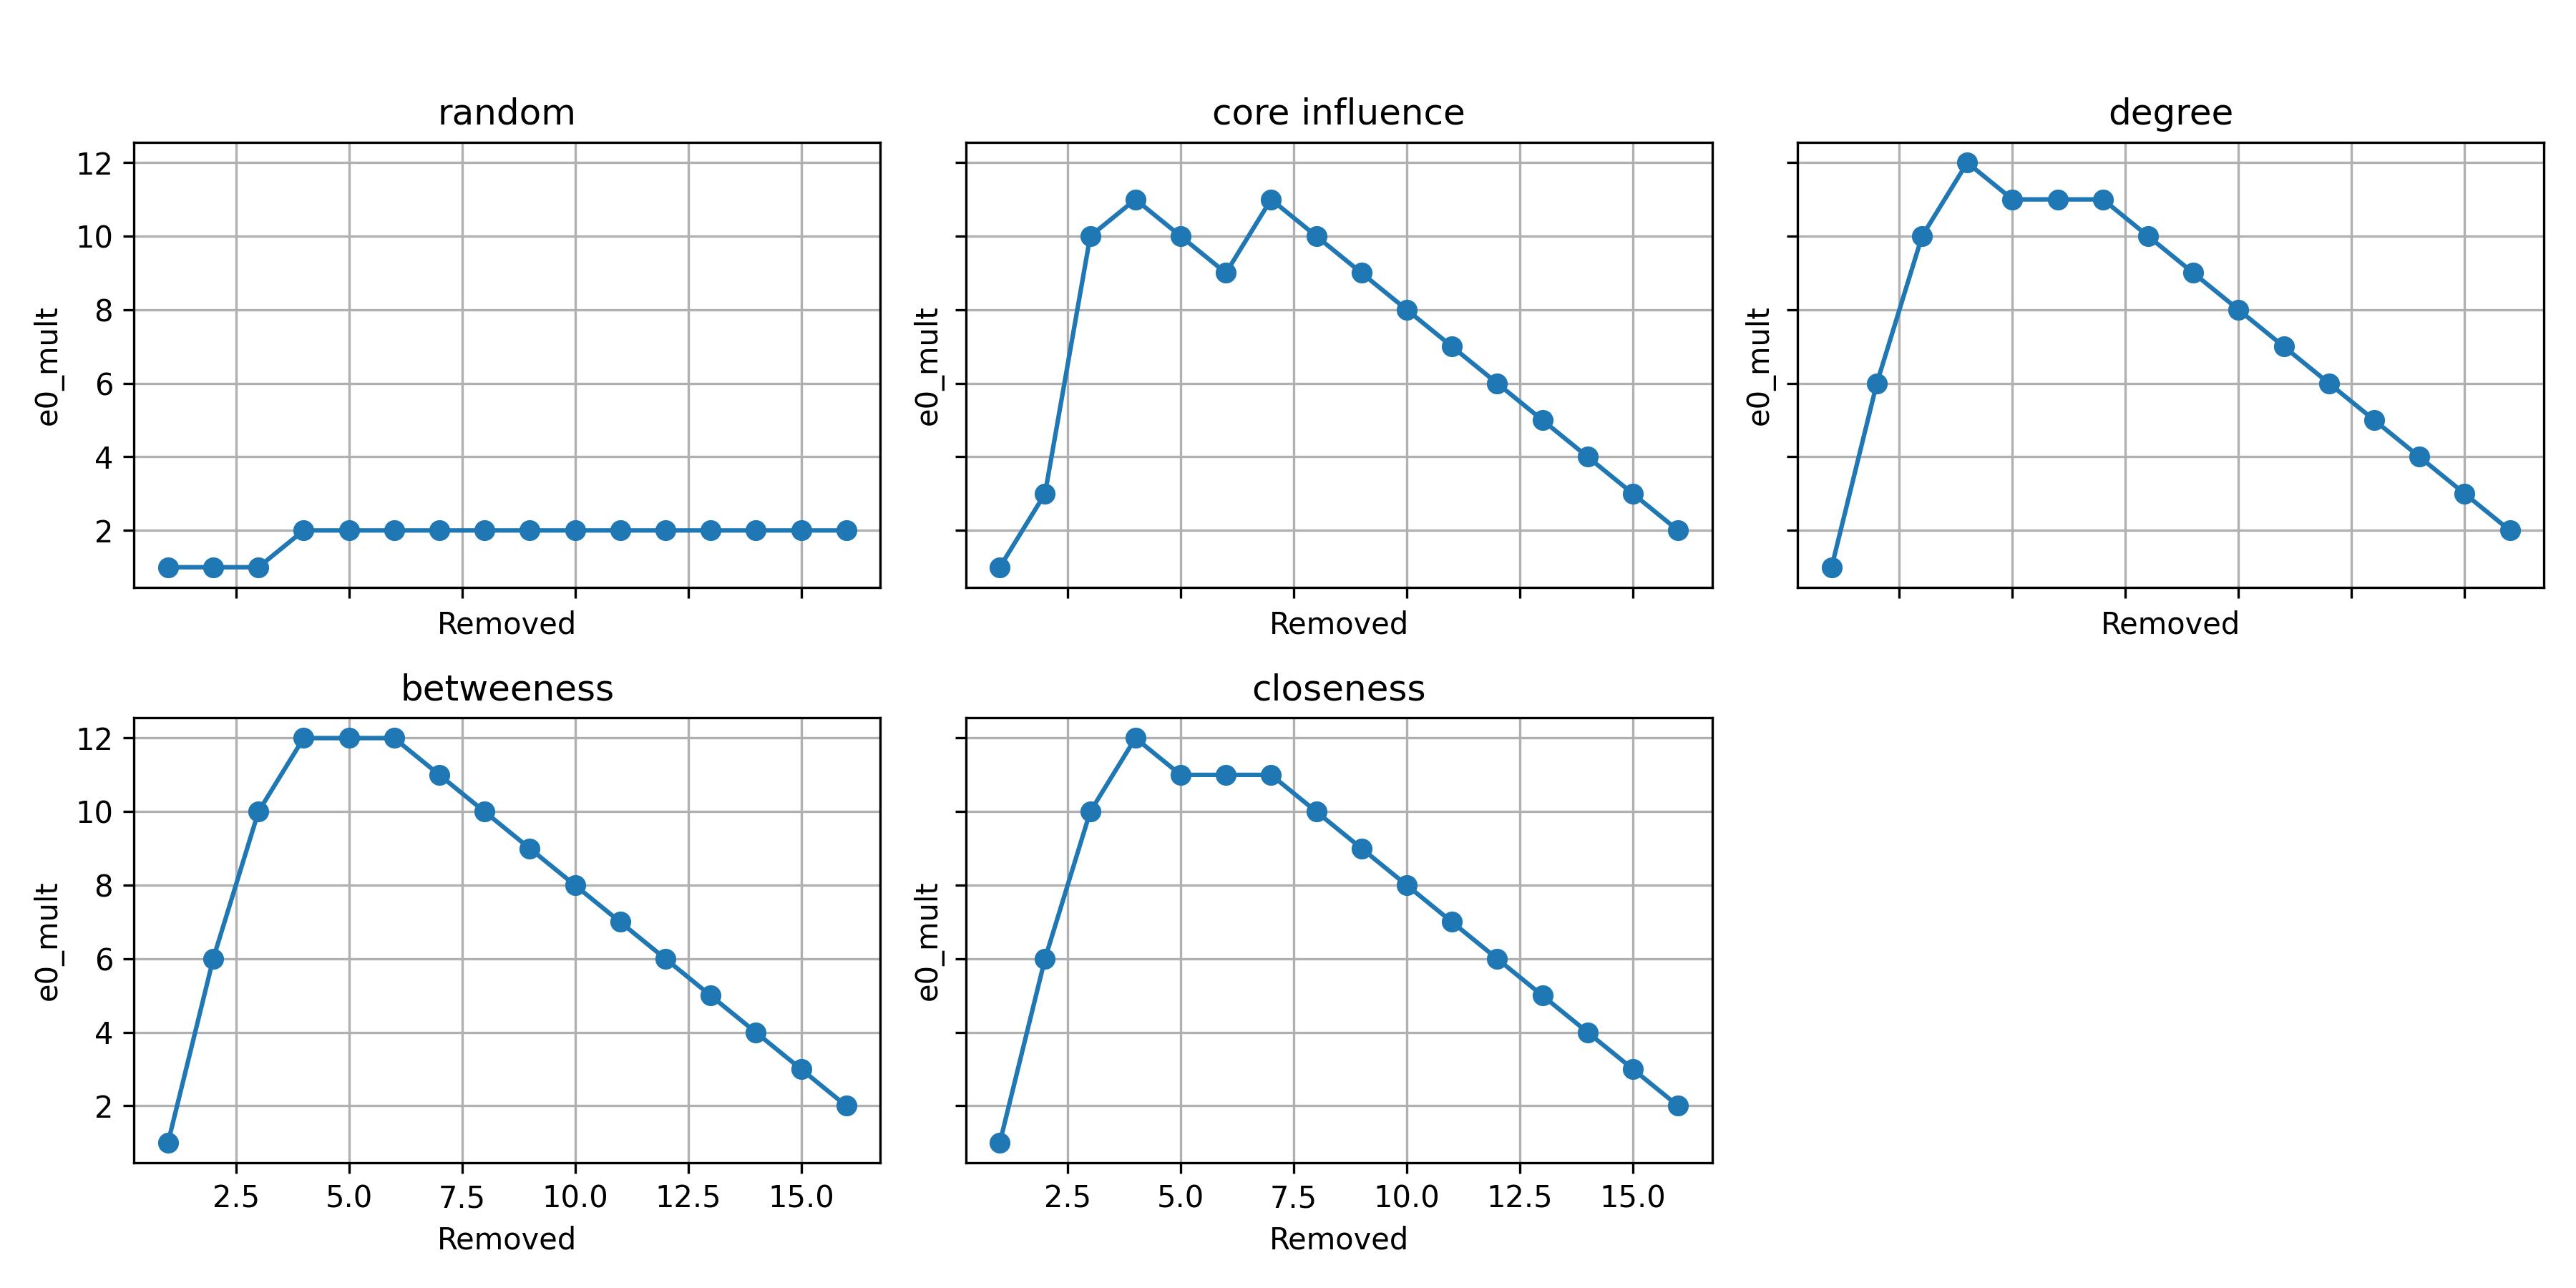 random
12
10
8
6
4
2
e0_mult
Removed
core influence
e0_mult
Removed
degree
e0_mult
Removed
betweeness
12
10
8
6
4
2
e0_mult
2.5 5.0 7.5 10.0 12.5 15.0
Removed
closeness
e0_mult
2.5 5.0 7.5 10.0 12.5 15.0
Removed